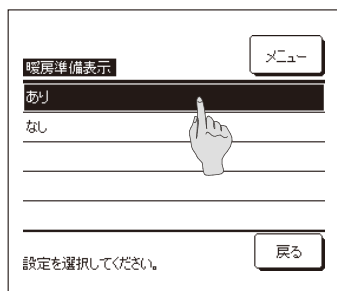 メニュー
暖房準備表示
あり
なし
設定を選択してください。
戻る